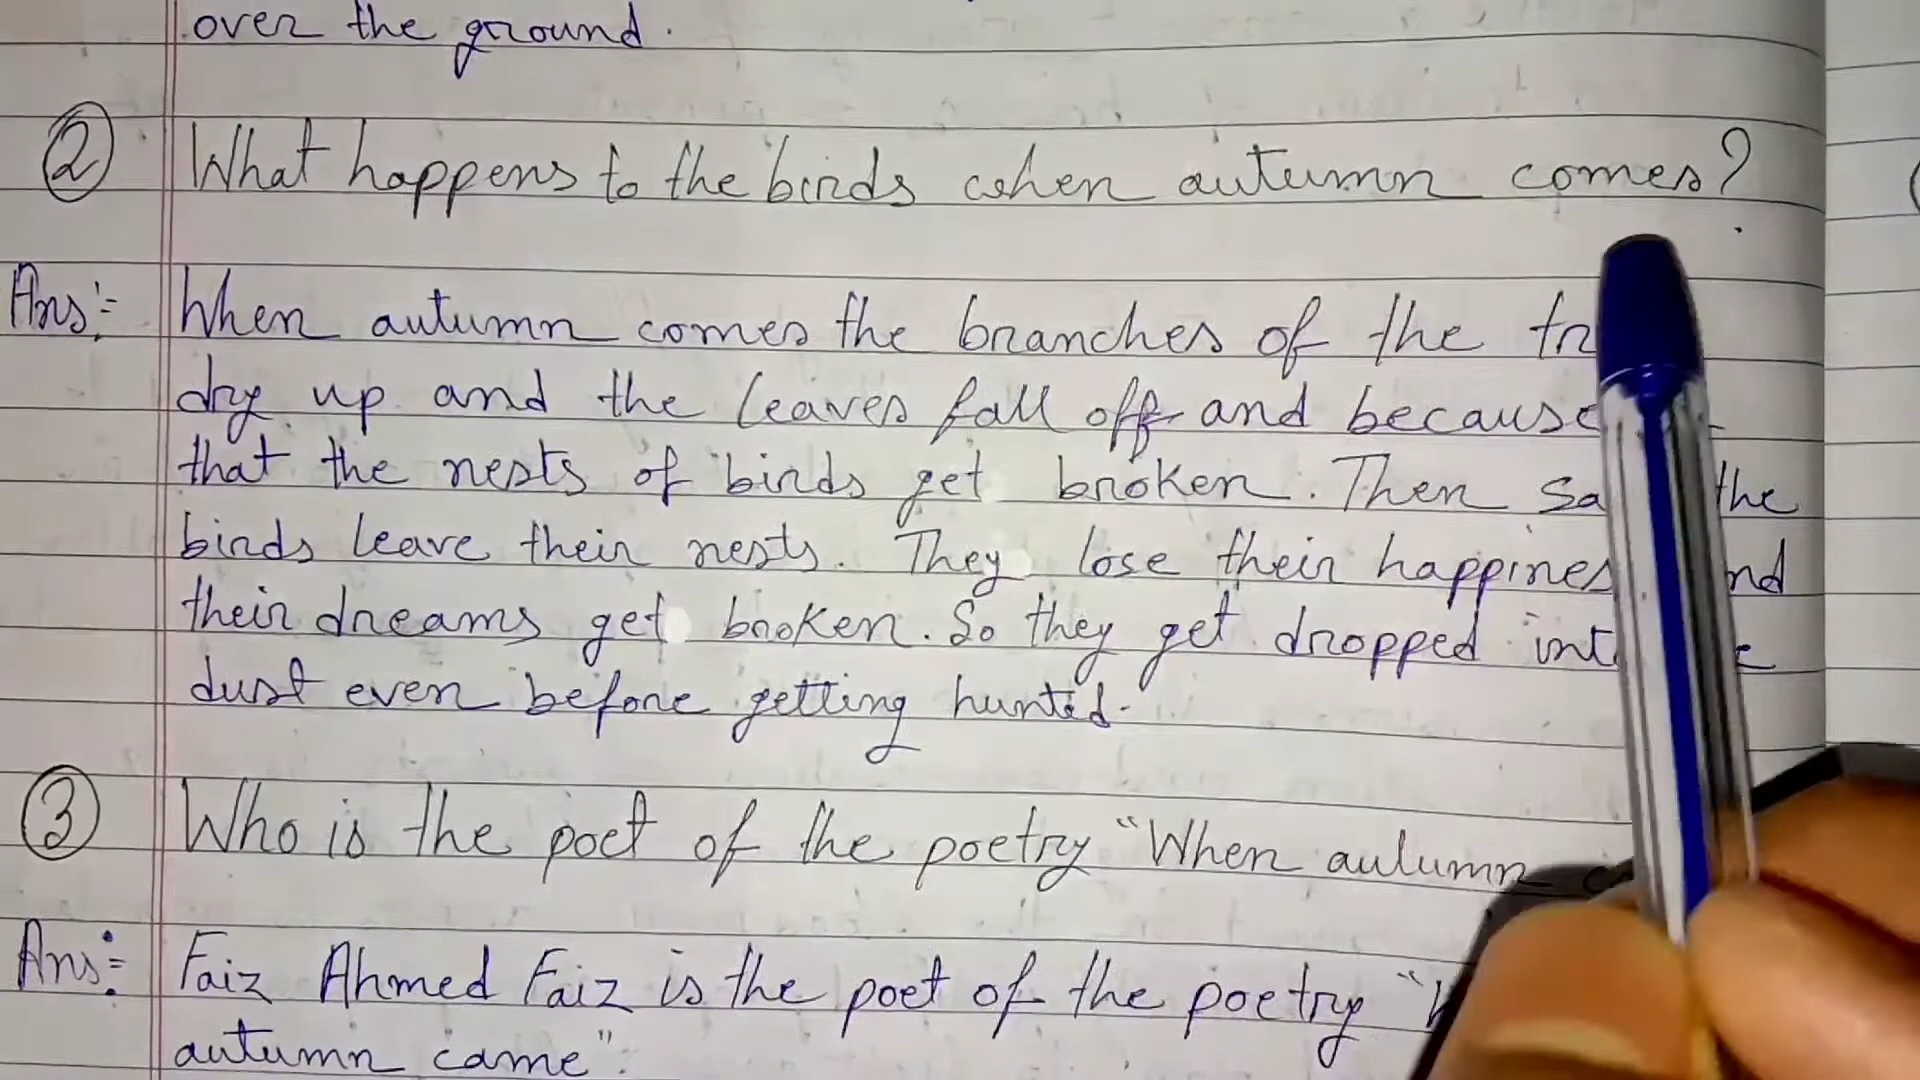 over the ground.
② What happens to the birds when autumn comes?
Ans:- When autumn comes the branches of the
dry up and the leaves fall off and because
that the nests of birds get broken. Then the
birds leave their nests. They lose their
their dreams get broken. So they get dropped
dust even before getting hunted.
③ Who is the poet of the poetry "When autumn
Ans:- Faiz Ahmed Faiz is the poet of the poetry "
autumn came".